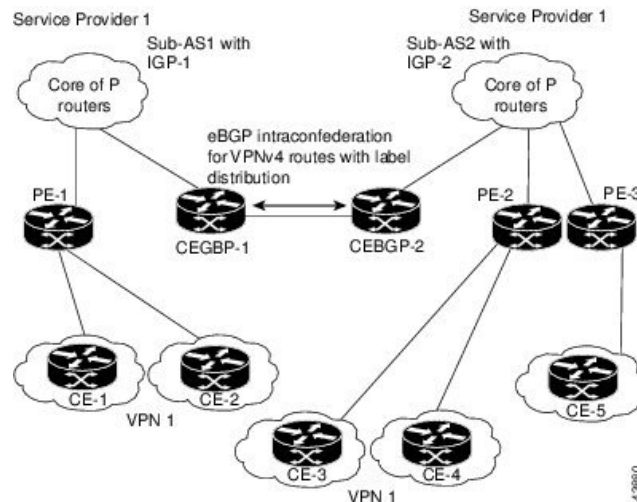 Service Provider 1
Service Provider 1
Sub-AS1 with
IGP-1
Sub-AS2 with
IGP-2
Core of P
routers
Core of P
routers
eBGP intraconfederation
for VPNv4 routes with label
distribution
PE-1
PE-2
PE-3
CEGBP-1
CEBGP-2
CE-1
CE-2
VPN 1
CE-5
CE-3
CE-4
VPN 1